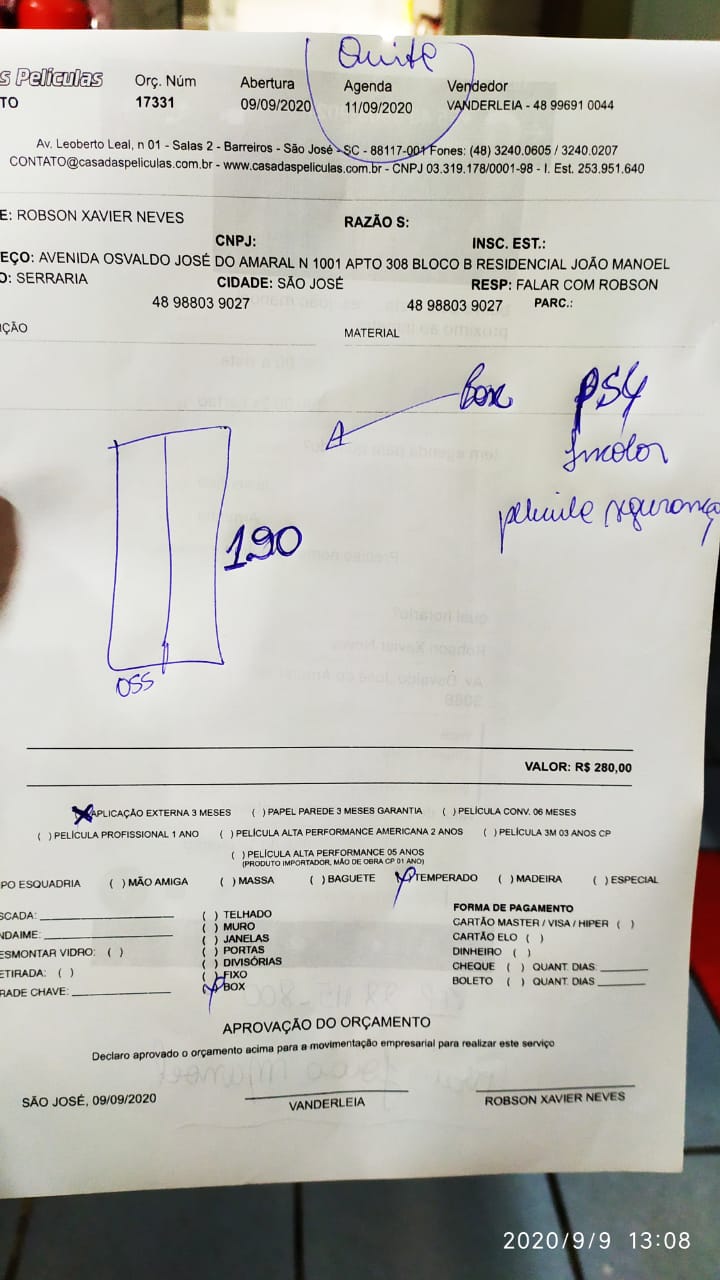 Quite
s Películas
Orç. Núm Abertura Agenda Vendedor
TO 17331 09/09/2020 11/09/2020 VANDERLEIA - 48 99691 0044
Av. Leoberto Leal, n 01 - Salas 2 - Barreiros - São José - SC - 88117-001 Fones: (48) 3240.0605 / 3240.0207
CONTATO@casadaspeliculas.com.br - www.casadaspeliculas.com.br - CNPJ 03.319.178/0001-98 - I. Est. 253.951.640
E: ROBSON XAVIER NEVES RAZÃO S:
CNPJ: INSC. EST.:
EÇO: AVENIDA OSVALDO JOSÉ DO AMARAL N 1001 APTO 308 BLOCO B RESIDENCIAL JOÃO MANOEL
O: SERRARIA CIDADE: SÃO JOSÉ RESP: FALAR COM ROBSON
48 98803 9027 48 98803 9027 PARC.:
IÇÃO MATERIAL
Box PS4
A Incolor
pelicula segurança
190
055
VALOR: R$ 280,00
APLICAÇÃO EXTERNA 3 MESES ( ) PAPEL PAREDE 3 MESES GARANTIA ( ) PELÍCULA CONV. 06 MESES
( ) PELÍCULA PROFISSIONAL 1 ANO ( ) PELÍCULA ALTA PERFORMANCE AMERICANA 2 ANOS ( ) PELÍCULA 3M 03 ANOS CP
( ) PELÍCULA ALTA PERFORMANCE 05 ANOS
(PRODUTO IMPORTADOR, MÃO DE OBRA CP 01 ANO)
PO ESQUADRIA ( ) MÃO AMIGA ( ) MASSA ( ) BAGUETE TEMPERADO ( ) MADEIRA ( ) ESPECIAL
SCADA:
NDAIME:
ESMONTAR VIDRO: ( )
ETIRADA: ( )
RADE CHAVE:
( ) TELHADO
( ) MURO
( ) JANELAS
( ) PORTAS
( ) DIVISÓRIAS
( ) FIXO
BOX
FORMA DE PAGAMENTO
CARTÃO MASTER / VISA / HIPER ( )
CARTÃO ELO ( )
DINHEIRO ( )
CHEQUE ( ) QUANT. DIAS:
BOLETO ( ) QUANT. DIAS
APROVAÇÃO DO ORÇAMENTO
Declaro aprovado o orçamento acima para a movimentação empresarial para realizar este serviço
SÃO JOSÉ, 09/09/2020 VANDERLEIA ROBSON XAVIER NEVES
2020/9/9 13:08